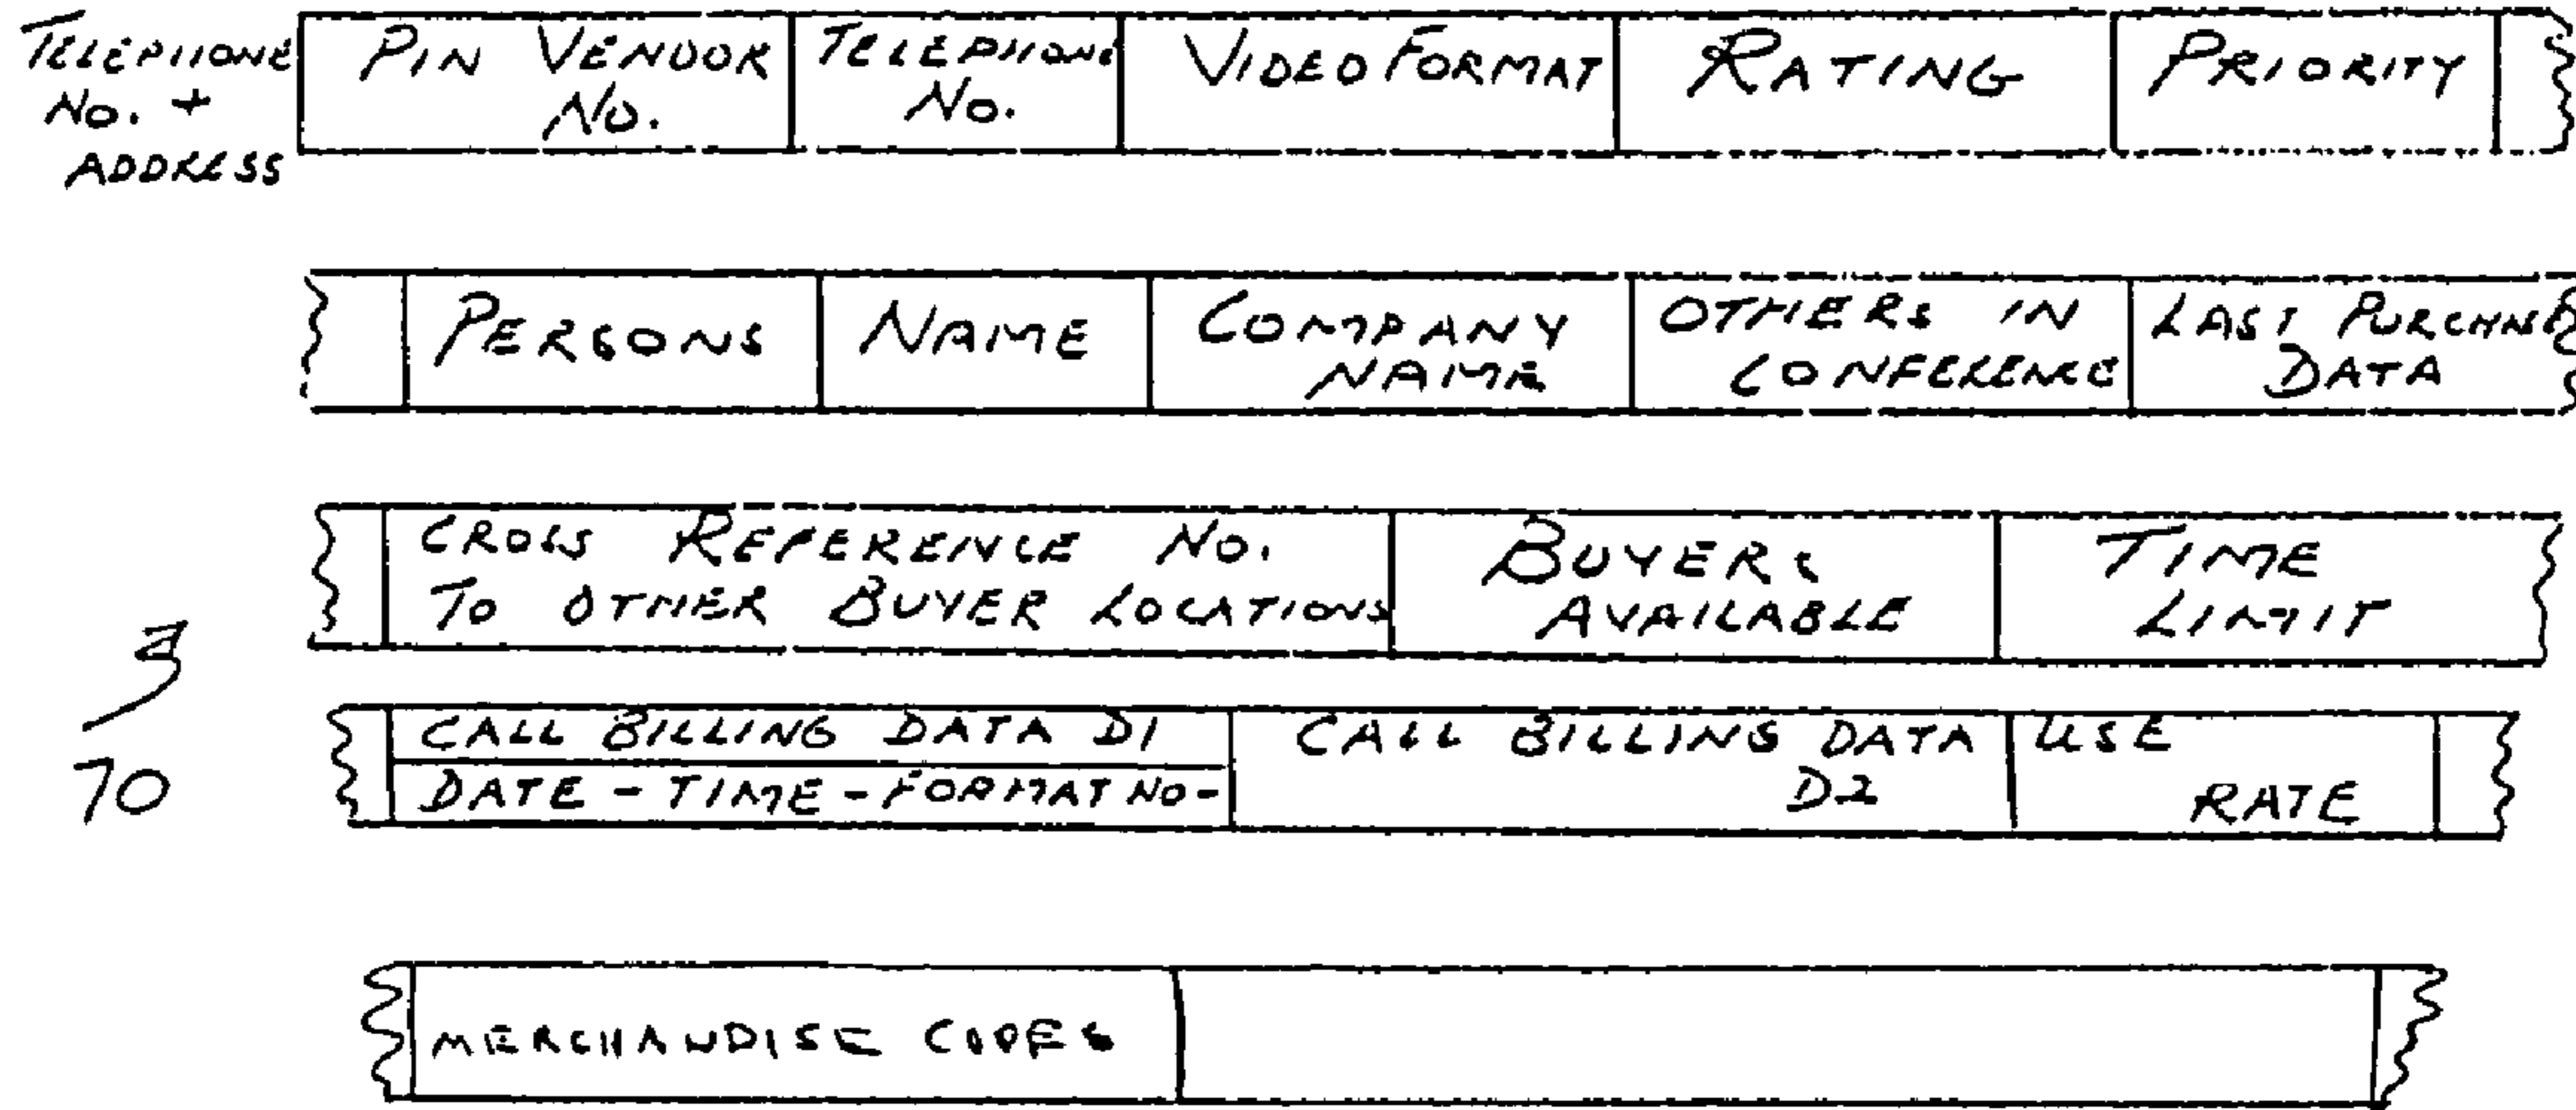 TELEPHONE
No. +
ADDRESS
PIN VENDOR
No.
TELEPHONE
No.
VIDEO FORMAT
RATING
PRIORITY
PERSONS
NAME
COMPANY
NAME
OTHERS IN
CONFERENCE
LAST PURCHASE
DATA
CROSS REFERENCE No.
TO OTHER BUYER LOCATIONS
BUYERS
AVAILABLE
TIME
LIMIT
3
70
CALL BILLING DATA D1
DATE - TIME - FORMAT NO -
CALL BILLING DATA
D2
USE
RATE
MERCHANDISE CODES